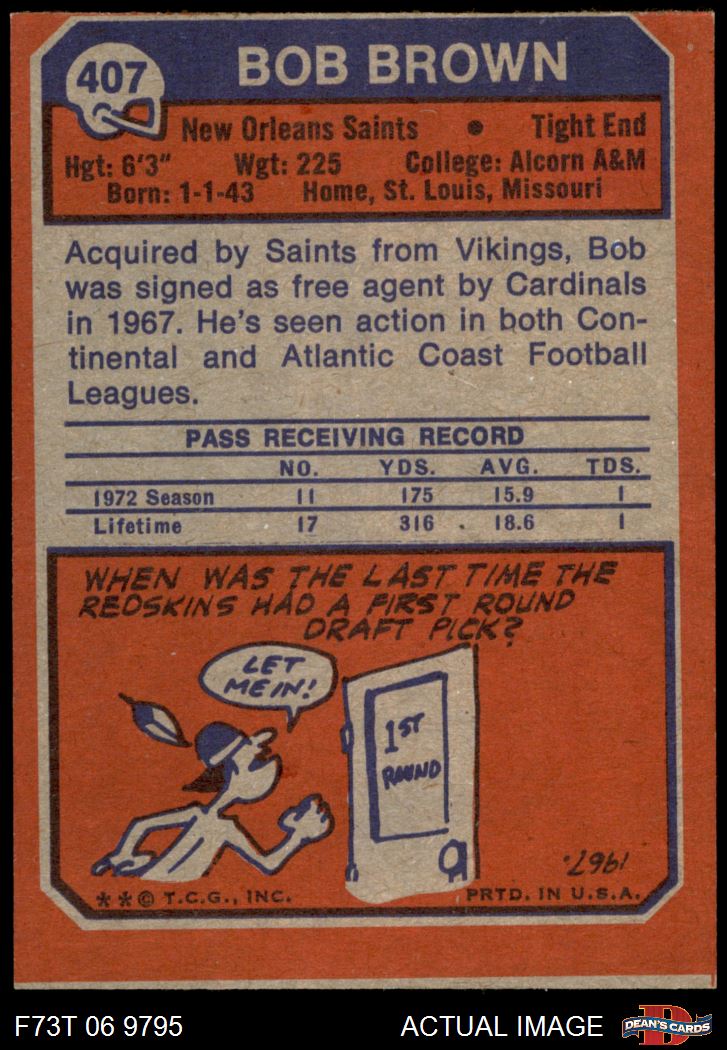 407
BOB BROWN
New Orleans Saints • Tight End
Hgt: 6'3" Wgt: 225 College: Alcorn A&M
Born: 1-1-43 Home, St. Louis, Missouri
Acquired by Saints from Vikings, Bob
was signed as free agent by Cardinals
in 1967. He's seen action in both Con-
tinental and Atlantic Coast Football
Leagues.
PASS RECEIVING RECORD
NO. YDS. AVG. TDS.
1972 Season 11 175 15.9 1
Lifetime 17 316 18.6 1
WHEN WAS THE LAST TIME THE
REDSKINS HAD A FIRST ROUND
DRAFT PICK?
LET
ME IN!
1ST
ROUND
1967.
**© T.C.G., INC. PRTD. IN U.S.A.
F73T 06 9795 ACTUAL IMAGE
D
DEAN'S CARDS